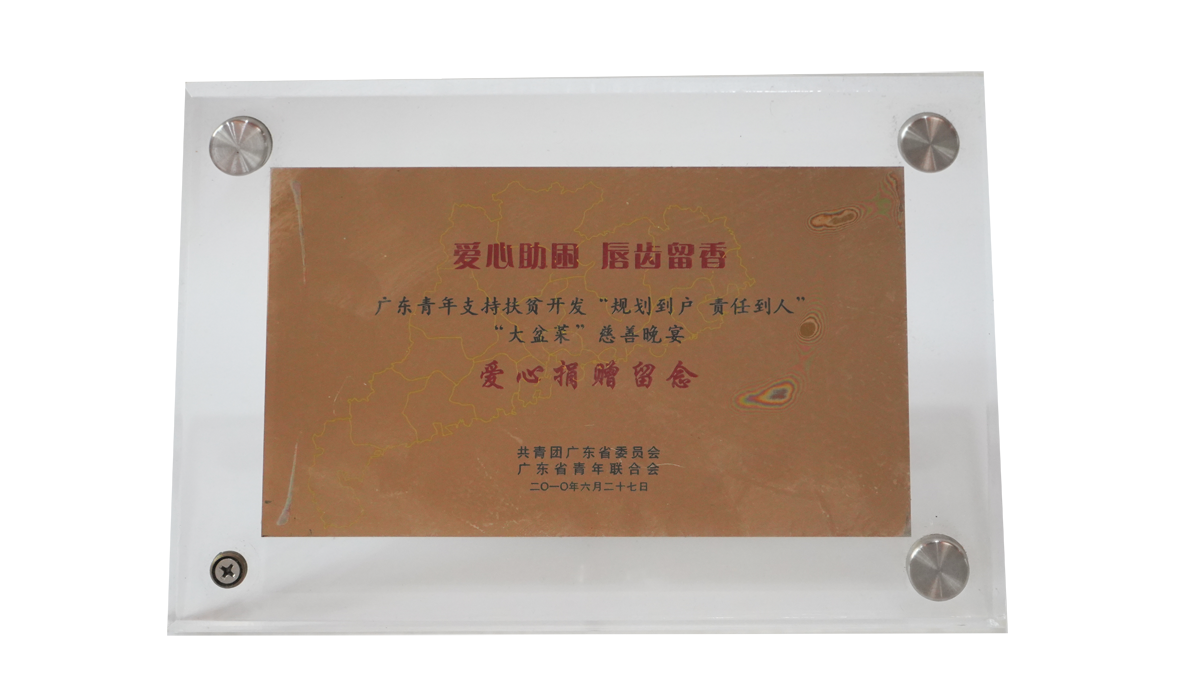 爱心助困 唇齿留香
广东青年支持扶贫开发“规划到户 责任到人”
“大盆菜”慈善晚宴
爱心捐赠留念
共青团广东省委员会
广东省青年联合会
二〇一〇年六月二十七日